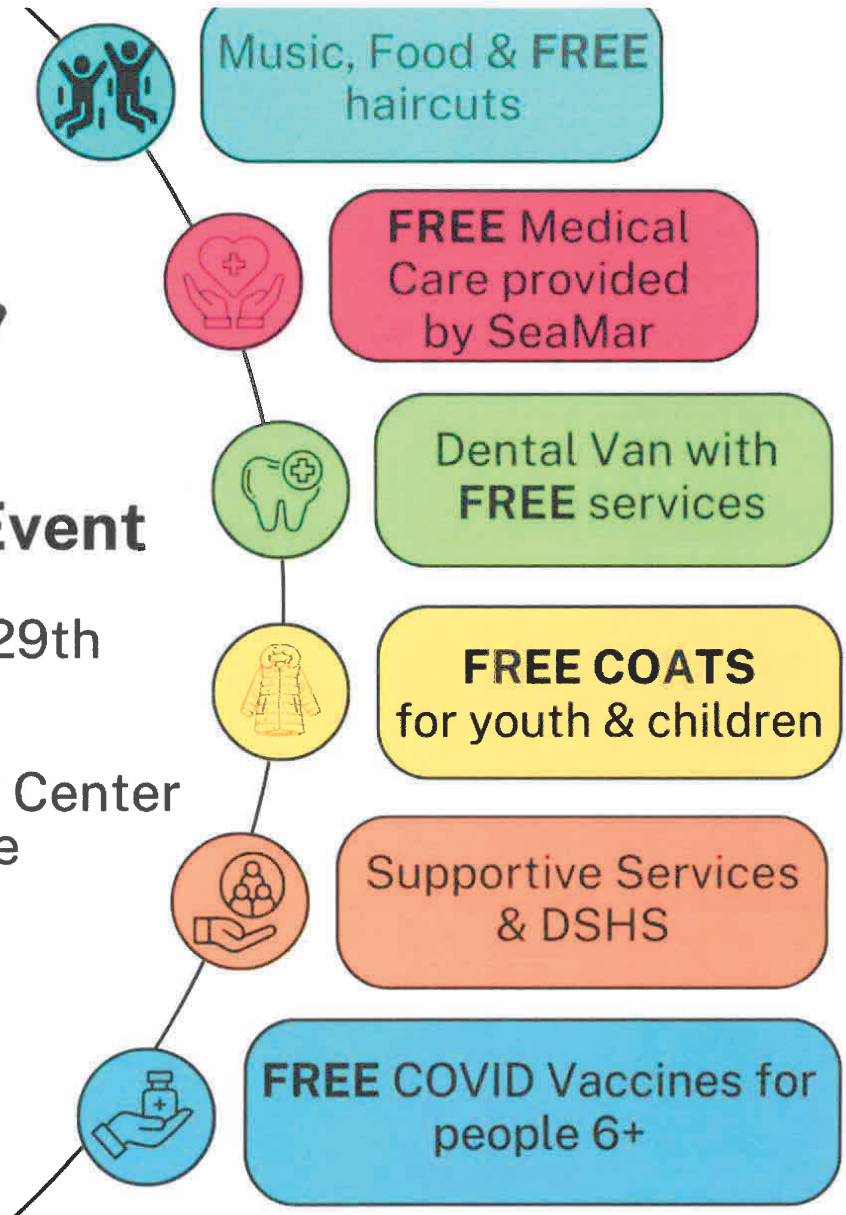 Music, Food & FREE
haircuts
FREE Medical
Care provided
by SeaMar
Dental Van with
FREE services
Event
29th
FREE COATS
for youth & children
Center
Supportive Services
& DSHS
FREE COVID Vaccines for
people 6+